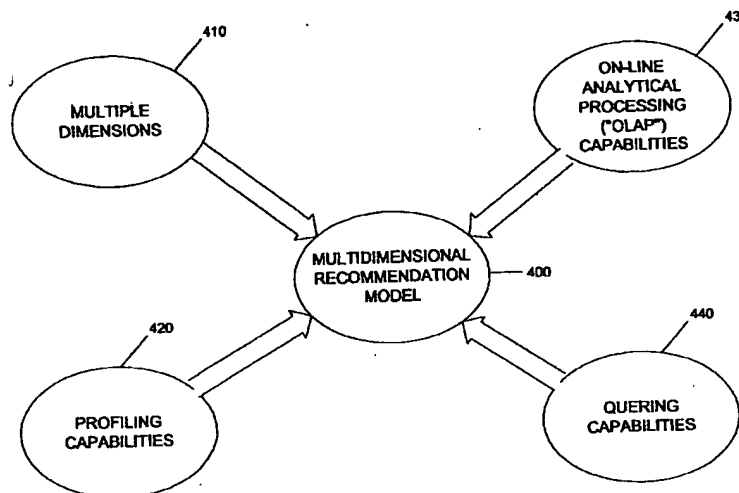 410
MULTIPLE
DIMENSIONS
ON-LINE
ANALYTICAL
PROCESSING
("OLAP")
CAPABILITIES
MULTIDIMENSIONAL
RECOMMENDATION
MODEL
400
420
PROFILING
CAPABILITIES
440
QUERING
CAPABILITIES